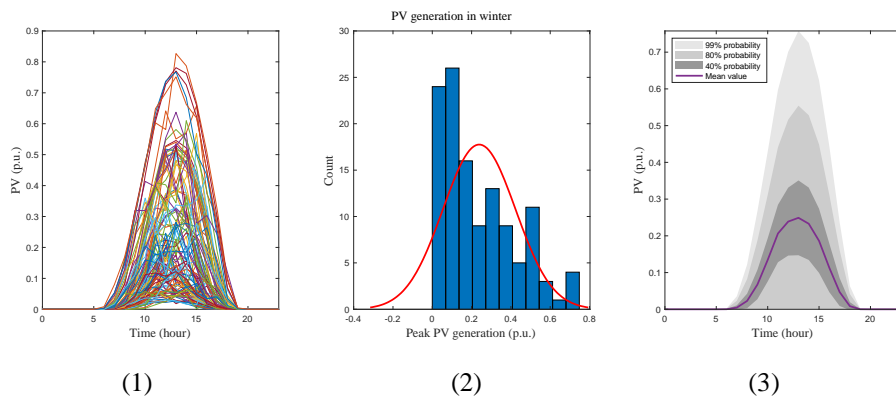 PV generation in winter
0.9
0.8
0.7
0.6
0.5
0.4
0.3
0.2
0.1
0
PV (p.u.)
0 5 10 15 20
Time (hour)
(1)
30
25
20
15
10
5
0
Count
-0.4 -0.2 0 0.2 0.4 0.6 0.8
Peak PV generation (p.u.)
(2)
99% probability
80% probability
40% probability
Mean value
0.7
0.6
0.5
0.4
0.3
0.2
0.1
0
PV (p.u.)
0 5 10 15 20
Time (hour)
(3)